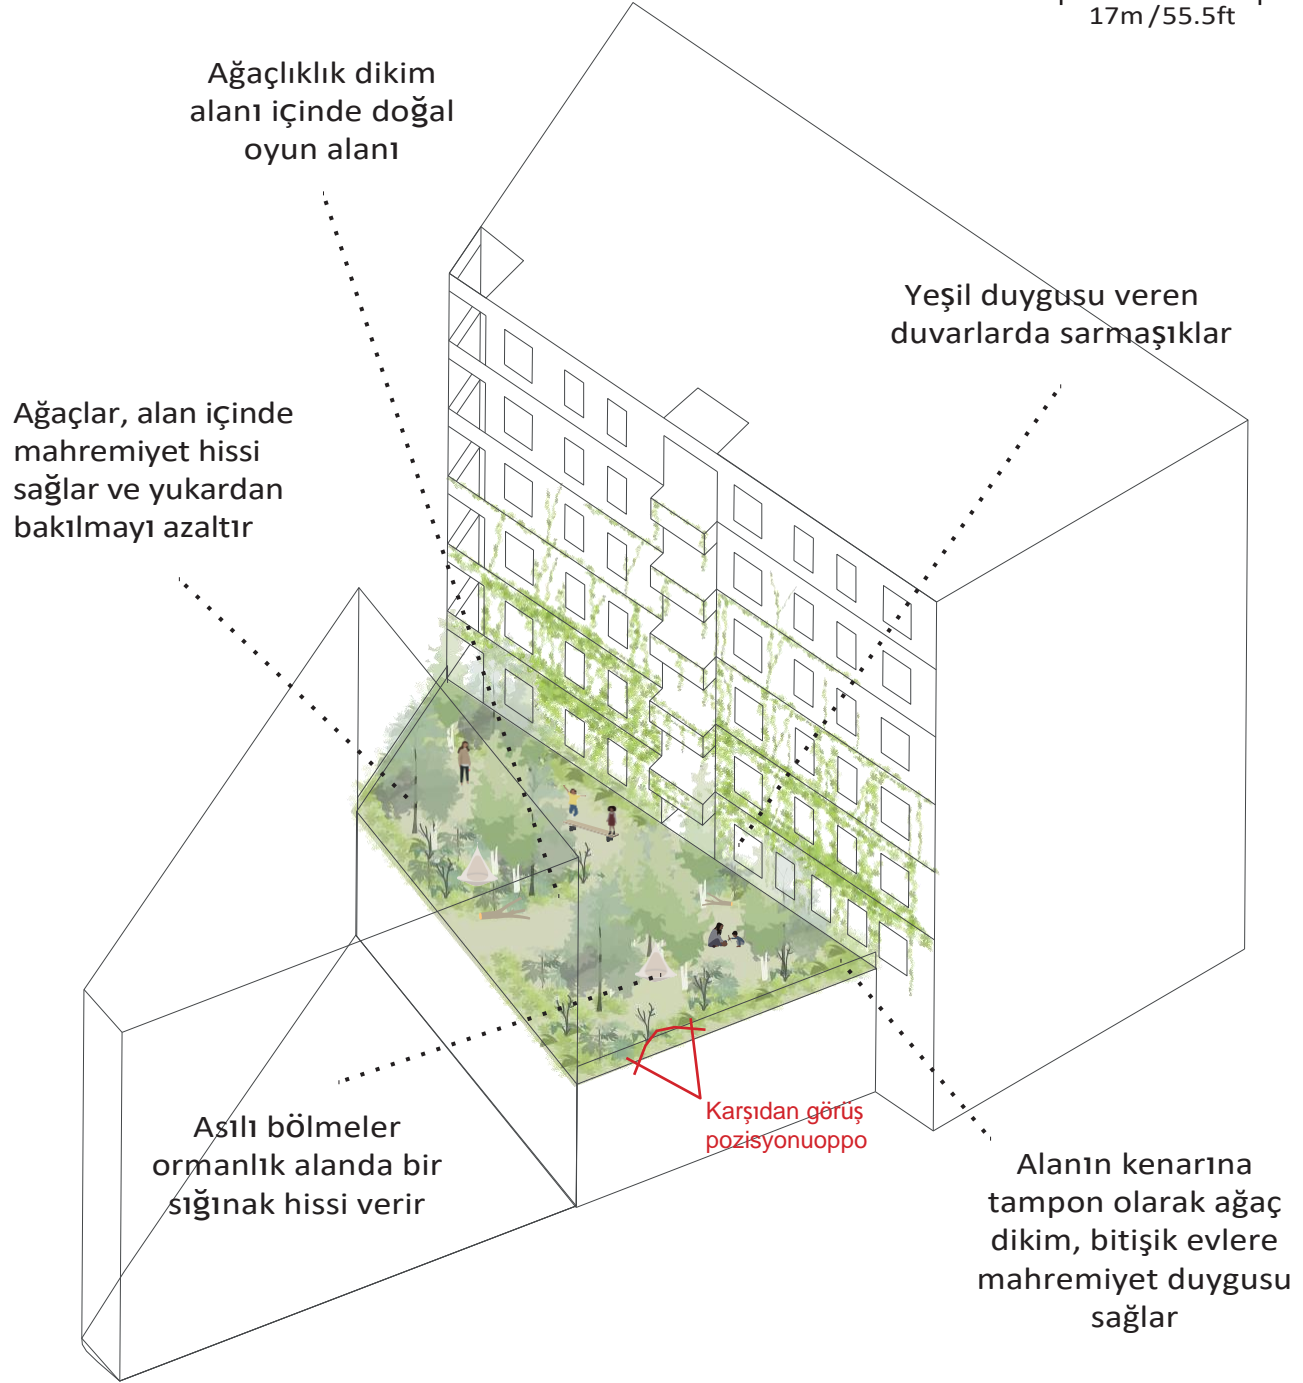 17m/55.5ft
Ağaçlıklık dikim
alanı içinde doğal
oyun alanı
Yeşil duygusu veren
duvarlarda sarmaşıklar
Ağaçlar, alan içinde
mahremiyet hissi
sağlar ve yukardan
bakılmayı azaltır
Asılı bölmeler
ormanlık alanda bir
sığınak hissi verir
Karşıdan görüş
pozisyonuoppo
Alanın kenarına
tampon olarak ağaç
dikim, bitişik evlere
mahremiyet duygusu
sağlar